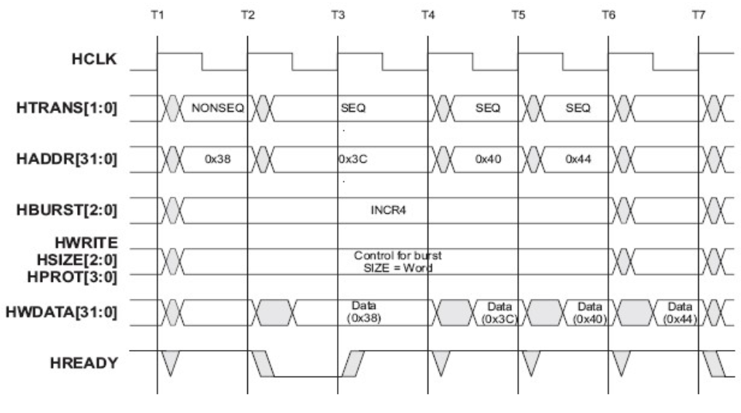 T1 T2 T3 T4 T5 T6 T7
HCLK
HTRANS[1:0] NONSEQ SEQ SEQ SEQ
HADDR[31:0] 0x38 0x3C 0x40 0x44
HBURST[2:0] INCR4
HWRITE
HSIZE[2:0]
HPROT[3:0]
Control for burst
SIZE = Word
HWDATA[31:0]
Data
(0x38)
Data
(0x3C)
Data
(0x40)
Data
(0x44)
HREADY